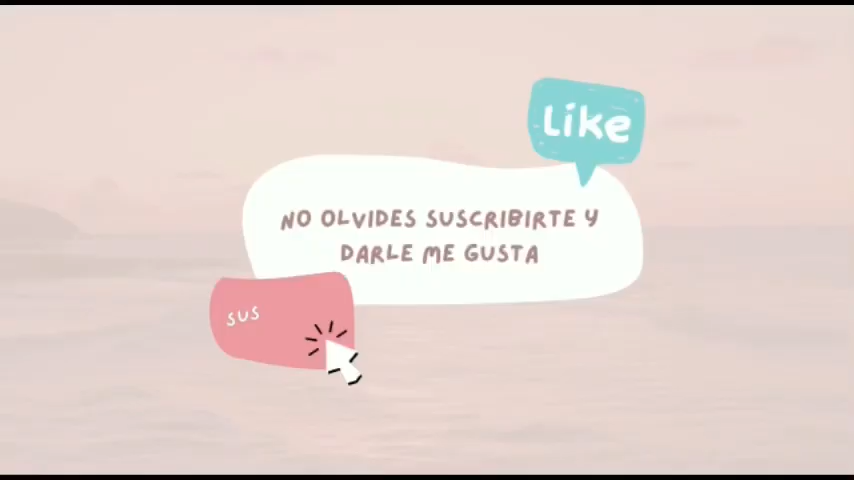 Like
NO OLVIDES SUSCRIBIRTE Y
DARLE ME GUSTA
SUS